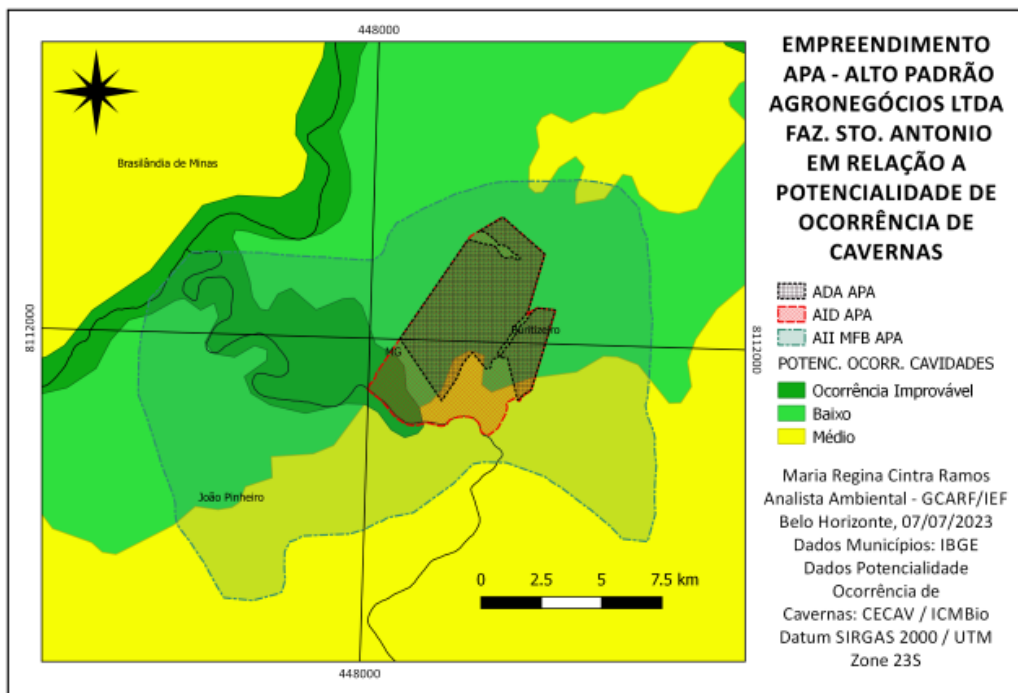 448000
EMPREENDIMENTO
APA - ALTO PADRÃO
AGRONEGÓCIOS LTDA
FAZ. STO. ANTONIO
EM RELAÇÃO A
POTENCIALIDADE DE
OCORRÊNCIA DE
CAVERNAS
Brasilândia de Minas
ADA APA
AID APA
AII MFB APA
8112000
Buritizeiro
8112000
MG
POTENC. OCORR. CAVIDADES
Ocorrência Improvável
Baixo
Médio
João Pinheiro
Maria Regina Cintra Ramos
Analista Ambiental - GCARF/IEF
Belo Horizonte, 07/07/2023
Dados Municípios: IBGE
Dados Potencialidade
Ocorrência de
Cavernas: CECAV / ICMBio
Datum SIRGAS 2000 / UTM
Zone 23S
0 2.5 5 7.5 km
448000